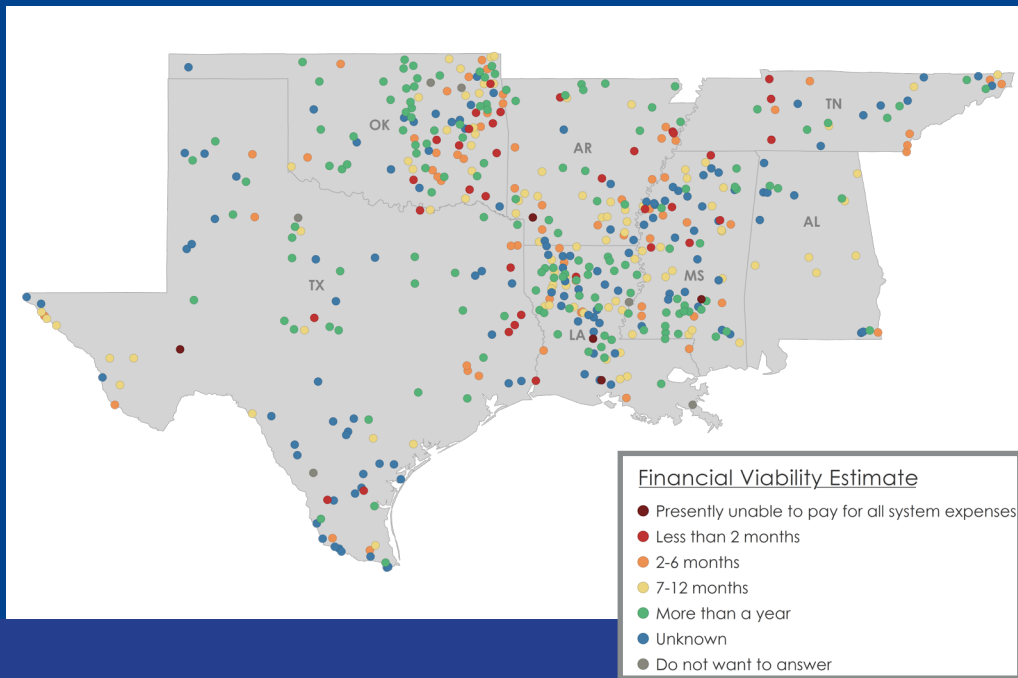 OK
TN
AR
AL
TX
MS
LA
Financial Viability Estimate
Presently unable to pay for all system expenses
Less than 2 months
2-6 months
7-12 months
More than a year
Unknown
Do not want to answer